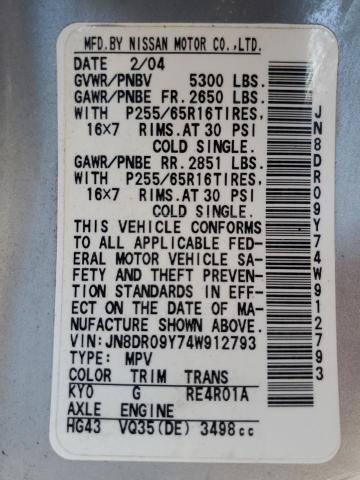 MFD.BY NISSAN MOTOR CO.,LTD.
DATE 2/04
GVWR/PNBV 5300 LBS.
GAWR/PNBE FR. 2650 LBS.
WITH P255/65R16TIRES,
16×7 RIMS.AT 30 PSI
COLD SINGLE.
GAWR/PNBE RR. 2851 LBS.
WITH P255/65R16TIRES,
16×7 RIMS.AT 30 PSI
COLD SINGLE.
THIS VEHICLE CONFORMS
TO ALL APPLICABLE FED-
ERAL MOTOR VEHICLE SA-
FETY AND THEFT PREVEN-
TION STANDARDS IN EFF-
ECT ON THE DATE OF MA-
NUFACTURE SHOWN ABOVE.
VIN:JN8DR09Y74W912793
TYPE: MPV
COLOR TRIM TRANS
KY0 G RE4R01A
AXLE ENGINE
HG43 VQ35(DE) 3498cc
JN8DR09Y74W912793